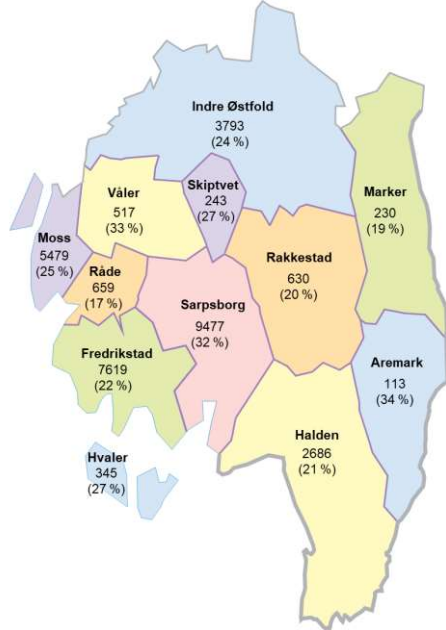 Indre Østfold
3793
(24 %)
Skiptvet
243
(27 %)
Våler
517
(33 %)
Marker
230
(19 %)
Moss
5479
(25 %)
Råde
659
(17 %)
Rakkestad
630
(20 %)
Sarpsborg
9477
(32 %)
Fredrikstad
7619
(22 %)
Aremark
113
(34 %)
Halden
2686
(21 %)
Hvaler
345
(27 %)